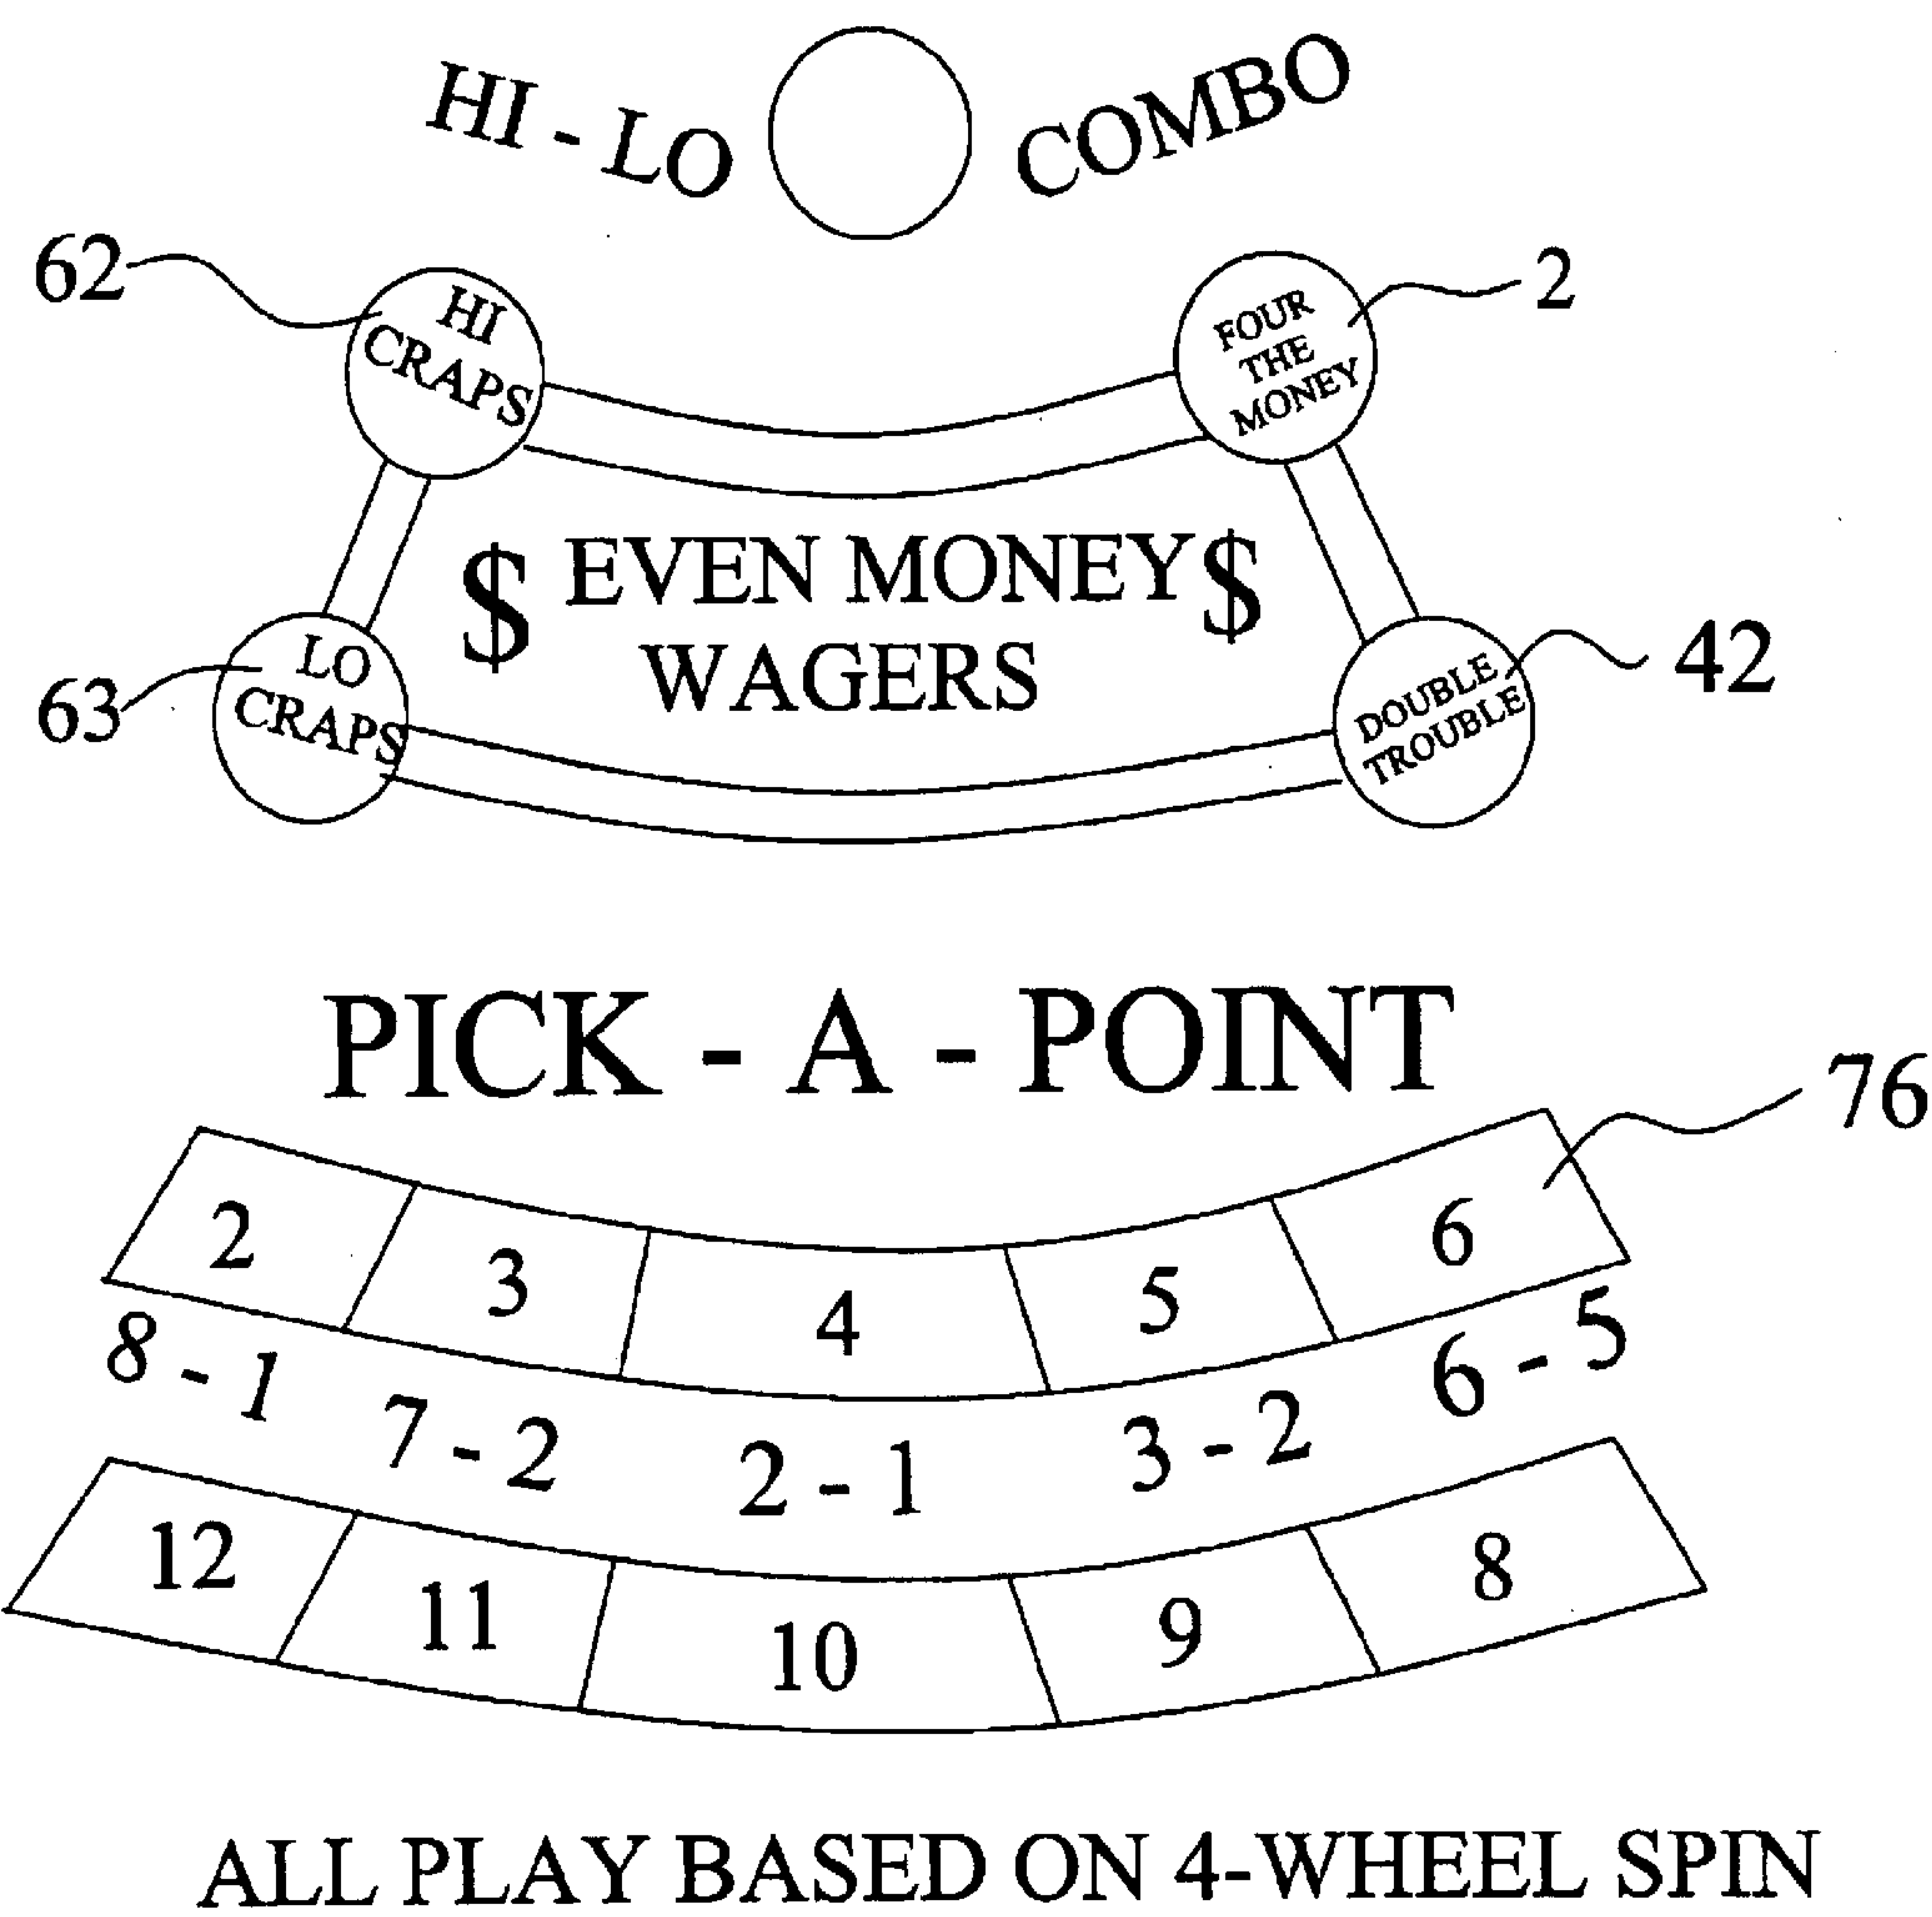 HI - LO COMBO
62
HI
CRAPS
FOUR
THE
MONEY
2
$ EVEN MONEY $
WAGERS
63
LO
CRAPS
DOUBLE
TROUBLE
42
PICK - A - POINT
76
2 3 4 5 6
8 - 1 7 - 2 2 - 1 3 - 2 6 - 5
12 11 10 9 8
ALL PLAY BASED ON 4-WHEEL SPIN